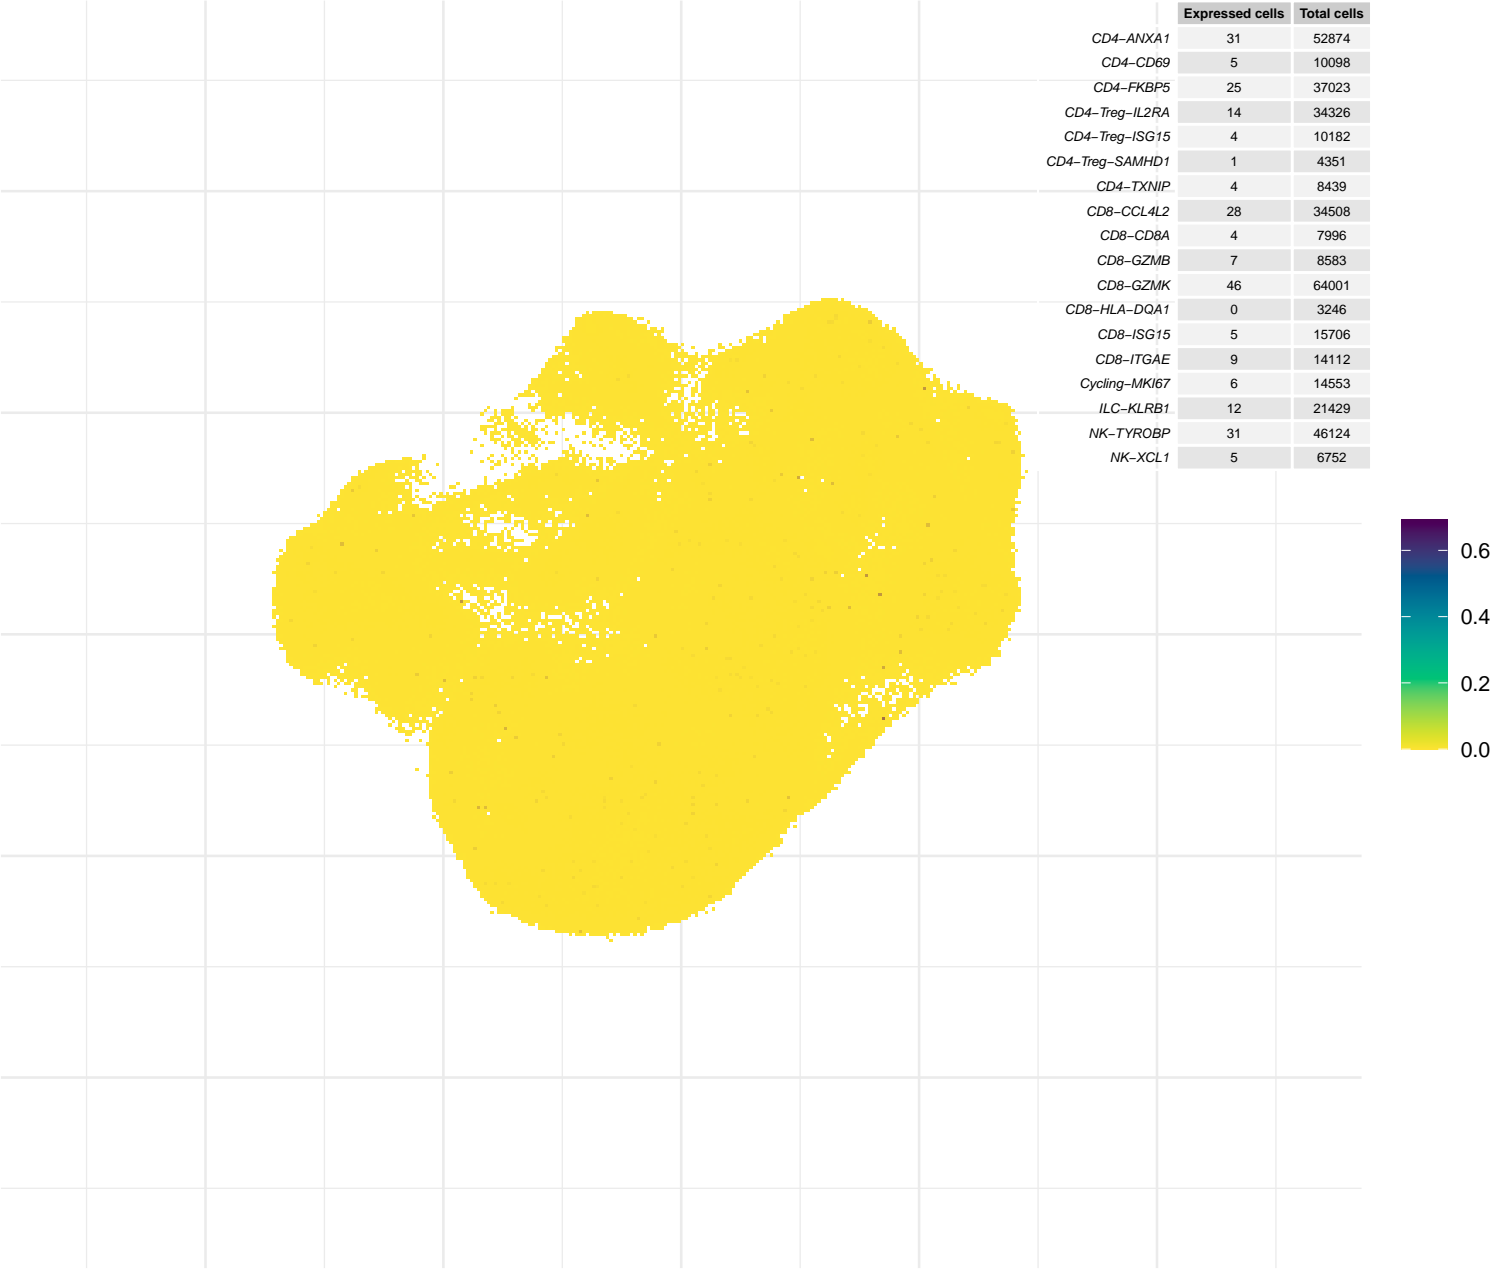 Expressed cells Total cells
CD4−ANXA1 31 52874
CD4−CD69 5 10098
CD4−FKBP5 25 37023
CD4−Treg−IL2RA 14 34326
CD4−Treg−ISG15 4 10182
CD4−Treg−SAMHD1 1 4351
CD4−TXNIP 4 8439
CD8−CCL4L2 28 34508
CD8−CD8A 4 7996
CD8−GZMB 7 8583
CD8−GZMK 46 64001
CD8−HLA−DQA1 0 3246
CD8−ISG15 5 15706
CD8−ITGAE 9 14112
Cycling−MKI67 6 14553
ILC−KLRB1 12 21429
NK−TYROBP 31 46124
NK−XCL1 5 6752
0.6
0.4
0.2
0.0